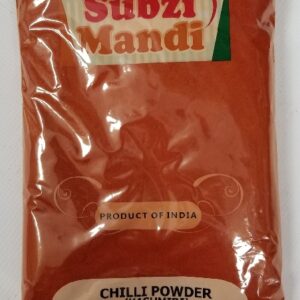 Subzi
Mandi
PRODUCT OF INDIA
CHILLI POWDER